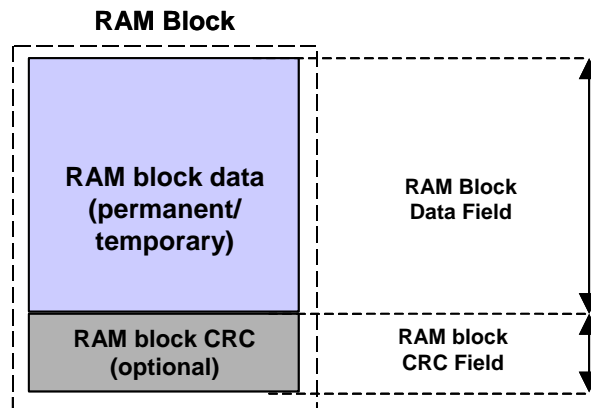 RAM Block
RAM block data
(permanent/
temporary)
RAM Block
Data Field
RAM block CRC
(optional)
RAM block
CRC Field